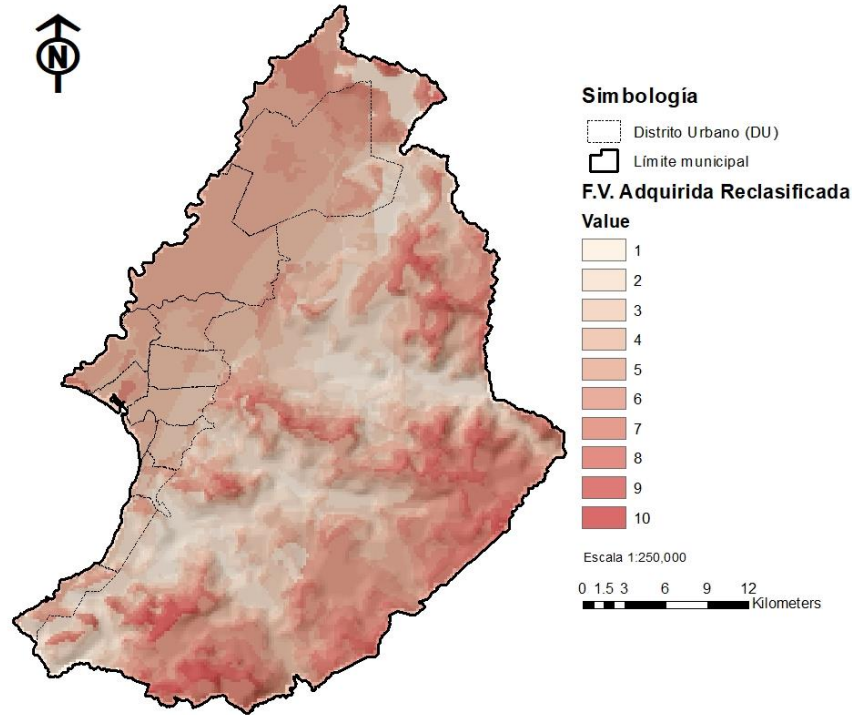 N
Simbología
Distrito Urbano (DU)
Límite municipal
F.V. Adquirida Reclasificada
Value
1
2
3
4
5
6
7
8
9
10
Escala 1:250,000
0 1.5 3 6 9 12
Kilometers